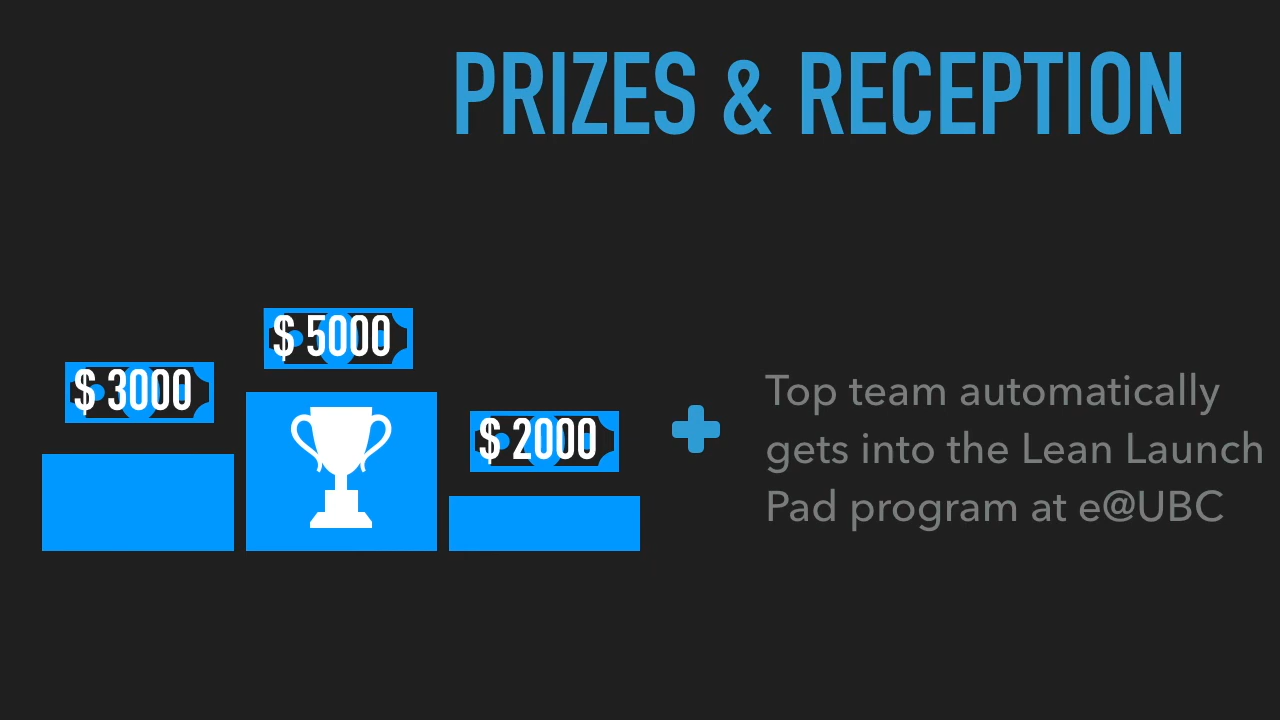 PRIZES & RECEPTION
$ 5000
$ 3000
$ 2000
Top team automatically
gets into the Lean Launch
Pad program at e@UBC